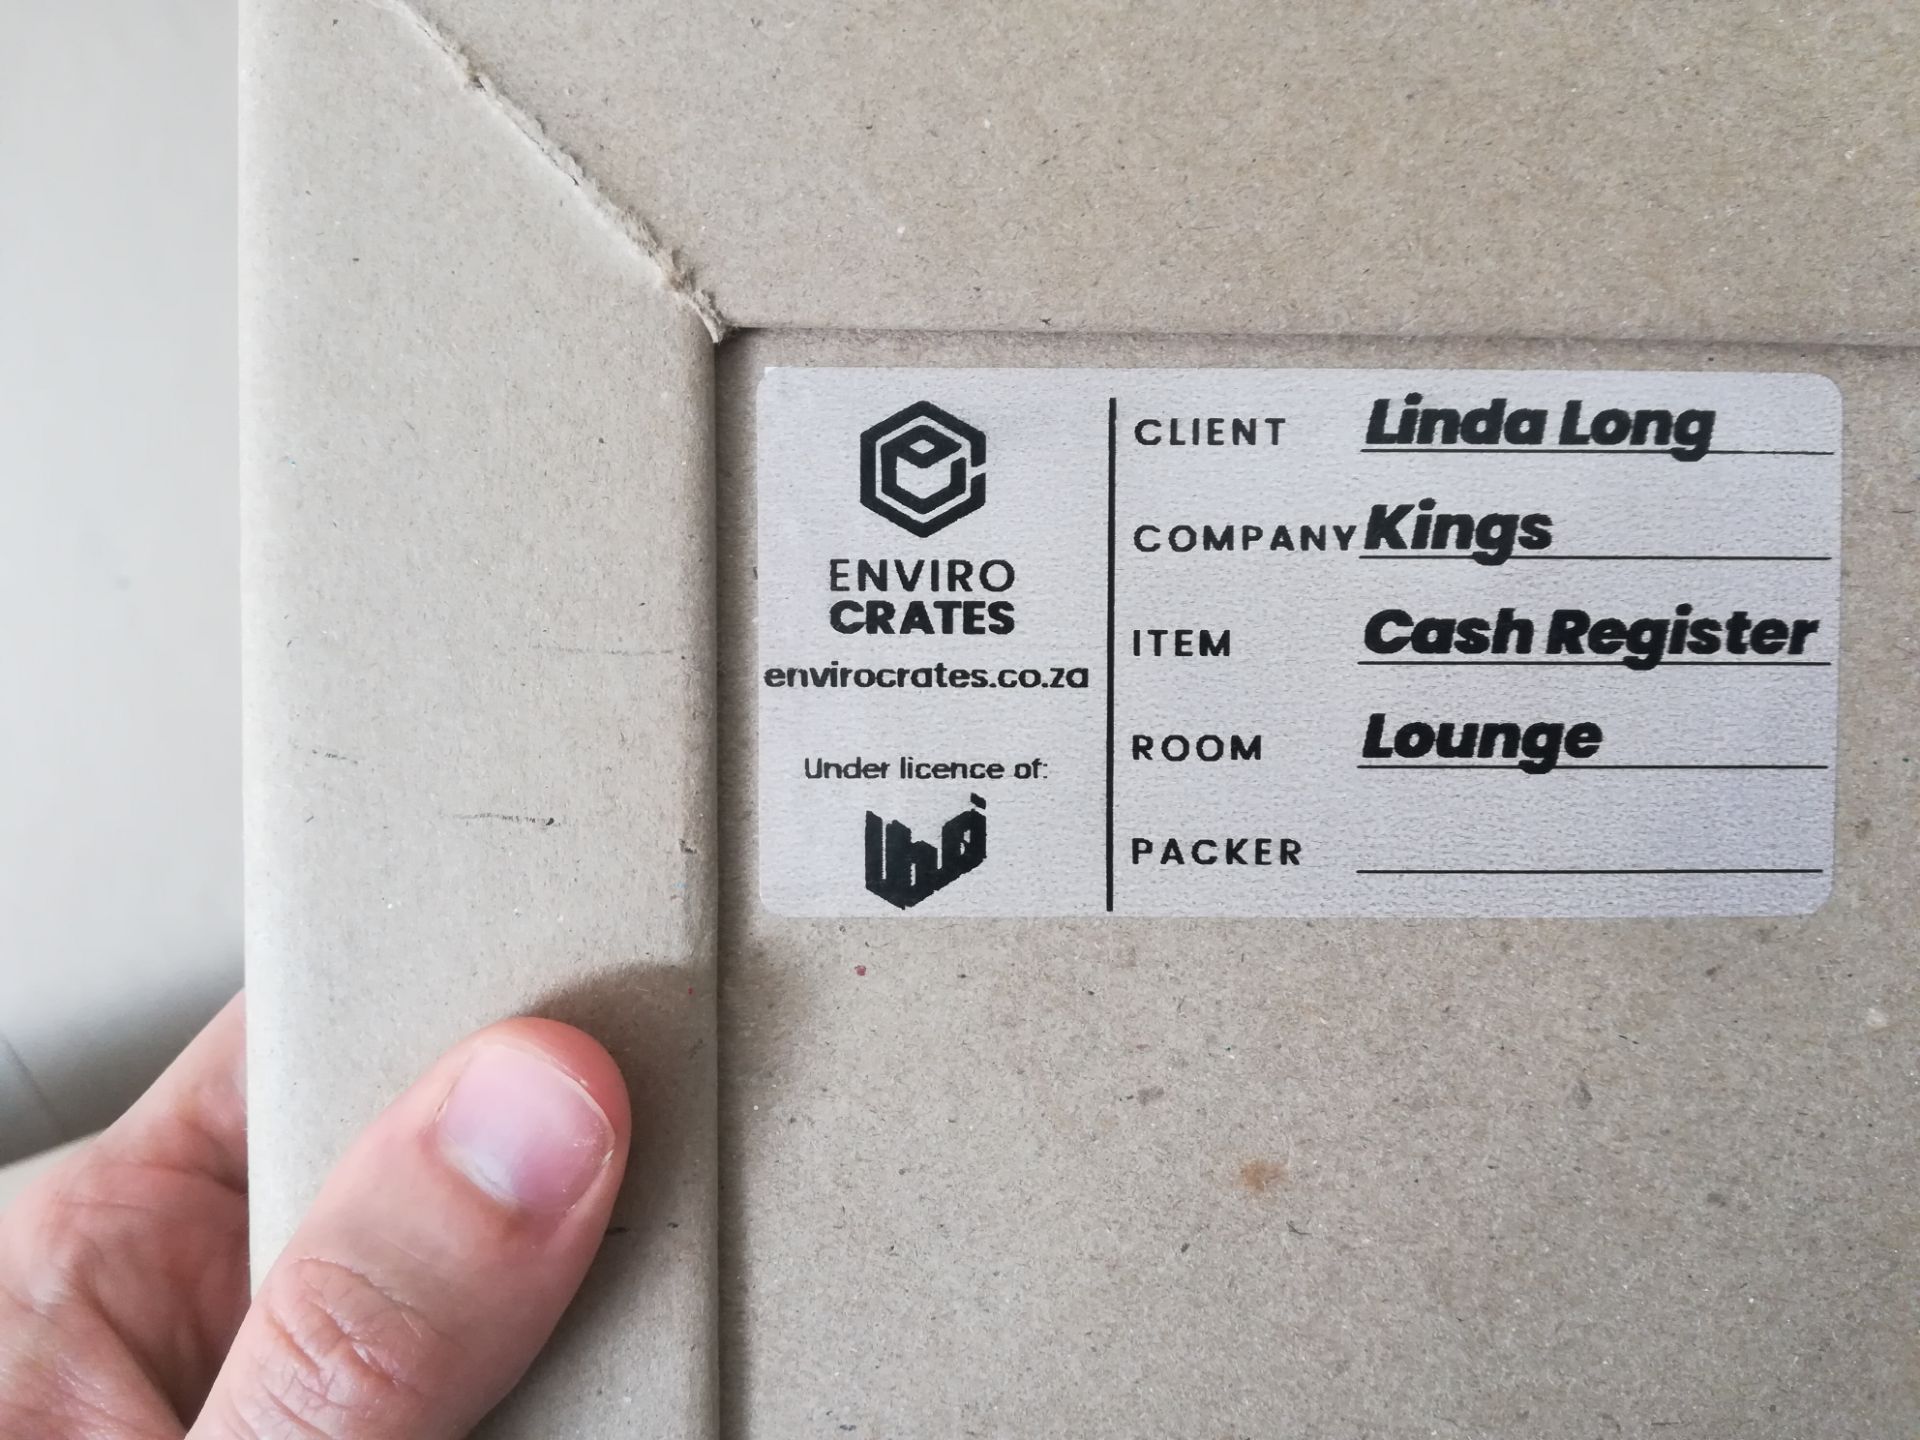 ENVIRO
CRATES
envirocrates.co.za
Under licence of:
CLIENT Linda Long
COMPANY Kings
ITEM Cash Register
ROOM Lounge
PACKER